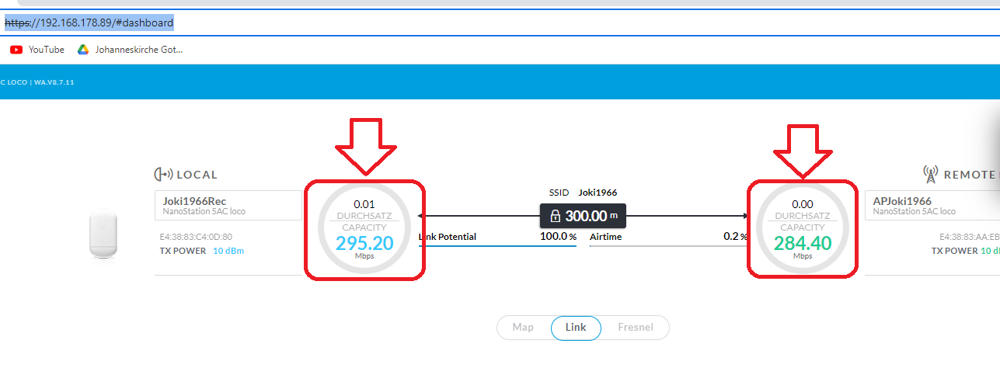 https://192.168.178.89/#dashboard
YouTube
Johanneskirche Got...
C LOCO | WA.V8.7.11
LOCAL
REMOTE
Joki1966Rec
NanoStation 5AC loco
E4:38:83:C4:0D:80
TX POWER 10 dBm
0.01
DURCHSATZ
CAPACITY
295.20
Mbps
SSID Joki1966
300.00 m
Link Potential 100.0 % Airtime 0.2 %
0.00
DURCHSATZ
CAPACITY
284.40
Mbps
APJoki1966
NanoStation 5AC loco
E4:38:83:AA:EB
TX POWER 10 dB
Map Link Fresnel